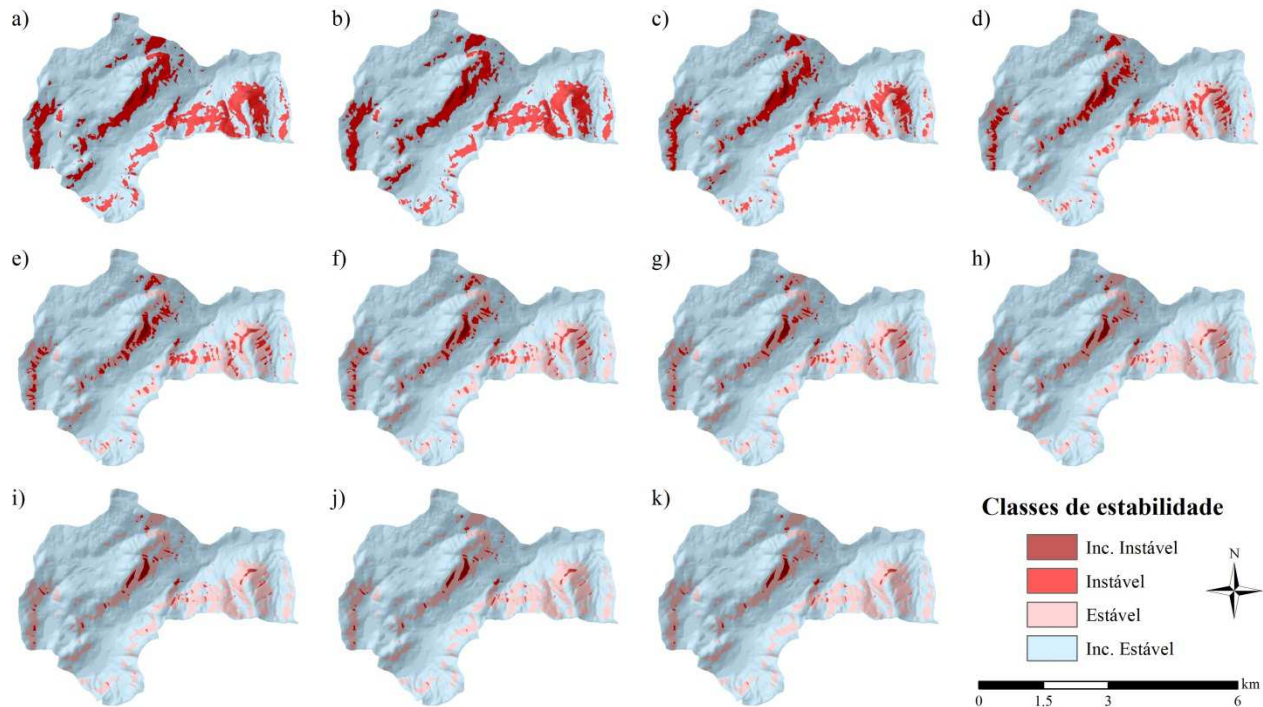 a)
b)
c)
d)
e)
f)
g)
h)
i)
j)
k)
Classes de estabilidade
Inc. Instável
Instável
Estável
Inc. Estável
N
km
0 1.5 3 6